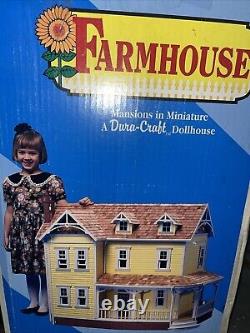 FARMHOUSE
Mansions in Miniature
A Dura-Craft Dollhouse